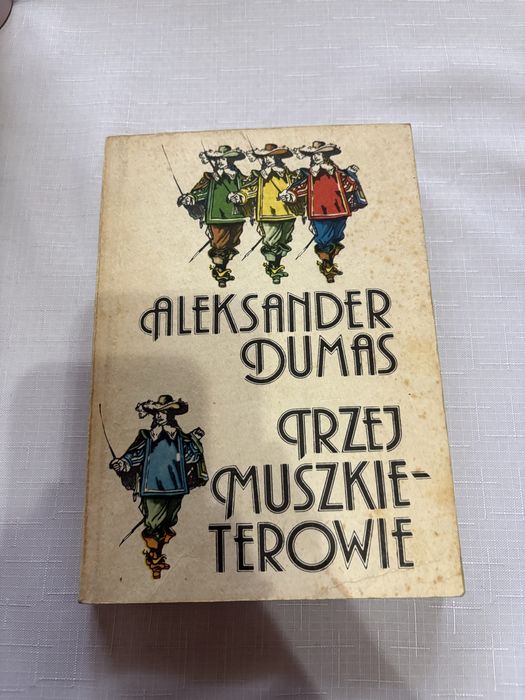 ALEKSANDER
DUMAS
TRZEJ
MUSZKIE-
TEROWIE